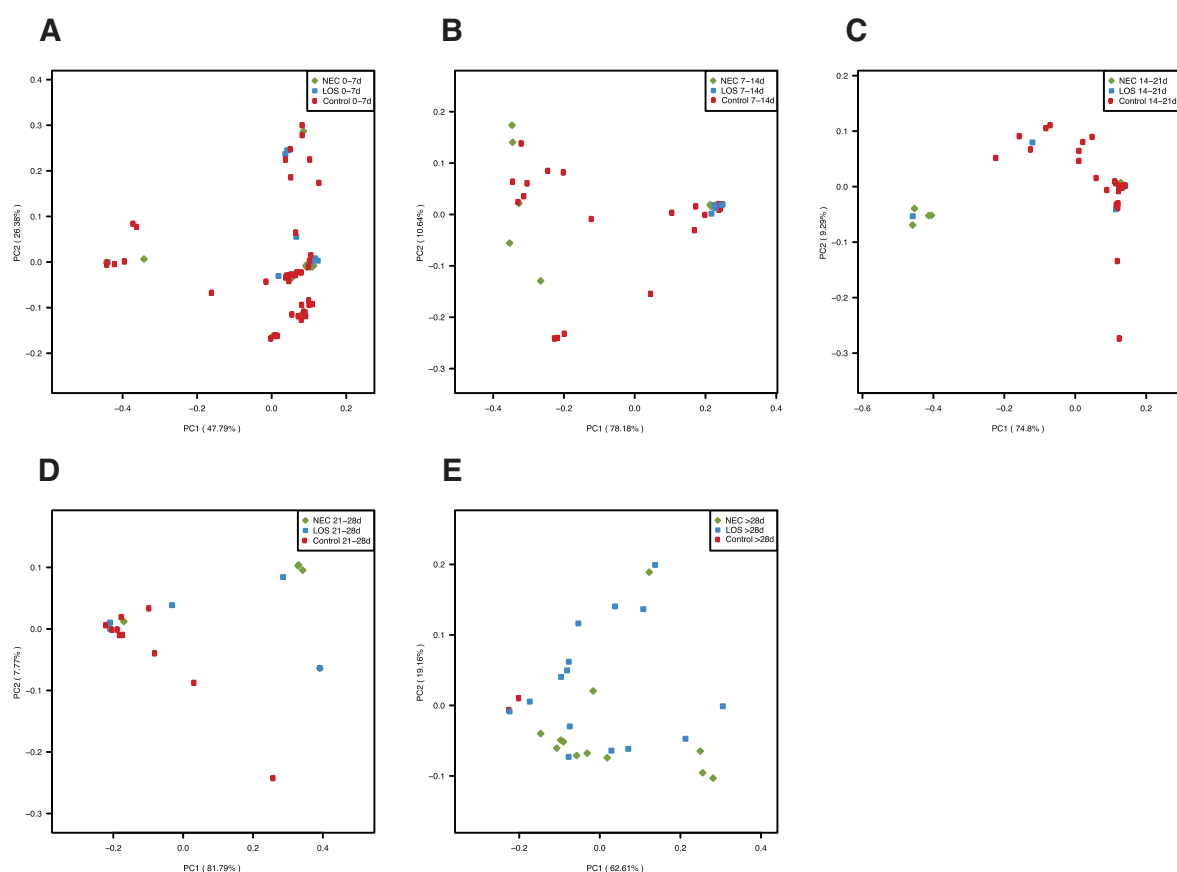 A
NEC 0−7d
LOS 0−7d
Control 0−7d
0.4
0.3
0.2
0.1
0.0
−0.1
−0.2
PC2 ( 26.38% )
−0.4
−0.2
0.0
0.2
PC1 ( 47.79% )
B
NEC 7−14d
LOS 7−14d
Control 7−14d
0.2
0.1
0.0
−0.1
−0.2
−0.3
PC2 ( 10.64% )
−0.4
−0.2
0.0
0.2
0.4
PC1 ( 78.18% )
C
NEC 14−21d
LOS 14−21d
Control 14−21d
0.2
0.1
0.0
−0.1
−0.2
−0.3
PC2 ( 9.29% )
−0.6
−0.4
−0.2
0.0
0.2
PC1 ( 74.8% )
D
NEC 21−28d
LOS 21−28d
Control 21−28d
0.1
0.0
−0.1
−0.2
−0.3
PC2 ( 7.77% )
−0.2
0.0
0.2
0.4
PC1 ( 81.79% )
E
NEC >28d
LOS >28d
Control >28d
0.2
0.1
0.0
−0.1
PC2 ( 19.16% )
−0.2
0.0
0.2
0.4
PC1 ( 62.61% )